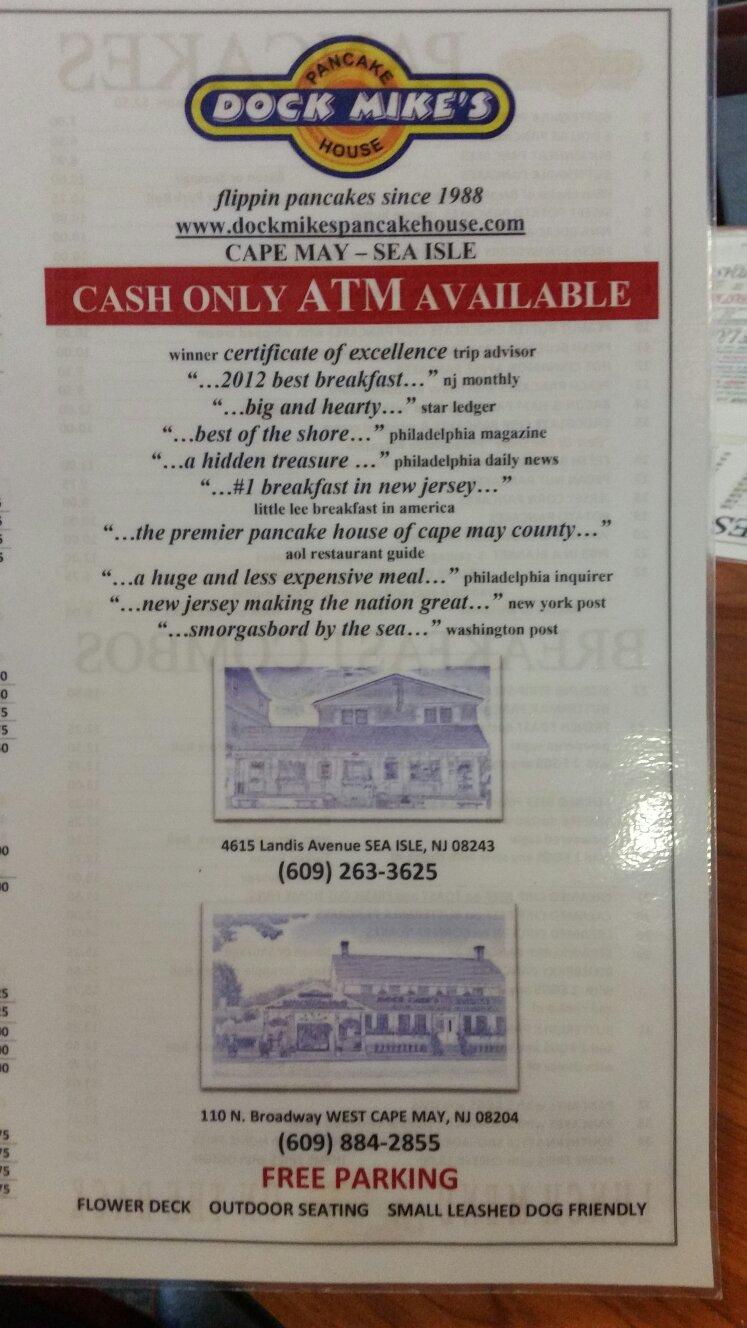 PANCAKE
DOCK MIKE'S
HOUSE
flippin pancakes since 1988
www.dockmikespancakehouse.com
CAPE MAY – SEA ISLE
CASH ONLY ATM AVAILABLE
winner certificate of excellence trip advisor
“...2012 best breakfast...” nj monthly
“...big and hearty...” star ledger
“...best of the shore...” philadelphia magazine
“...a hidden treasure ...” philadelphia daily news
“...#1 breakfast in new jersey...”
little lee breakfast in america
“...the premier pancake house of cape may county...”
aol restaurant guide
“...a huge and less expensive meal...” philadelphia inquirer
“...new jersey making the nation great...” new york post
“...smorgasbord by the sea...” washington post
4615 Landis Avenue SEA ISLE, NJ 08243
(609) 263-3625
110 N. Broadway WEST CAPE MAY, NJ 08204
(609) 884-2855
FREE PARKING
FLOWER DECK OUTDOOR SEATING SMALL LEASHED DOG FRIENDLY